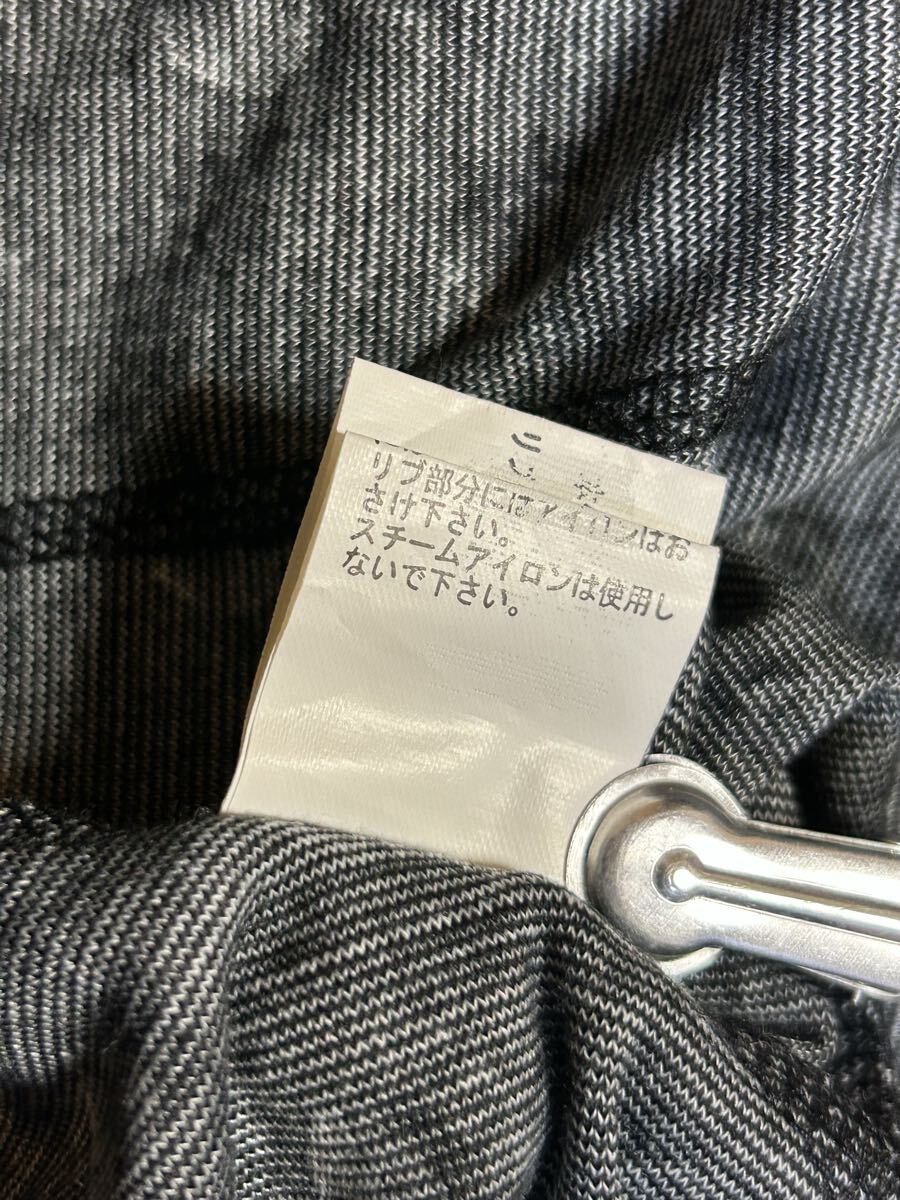 リブ部分にはアイロンはお
さけ下さい。
スチームアイロンは使用し
ないで下さい。